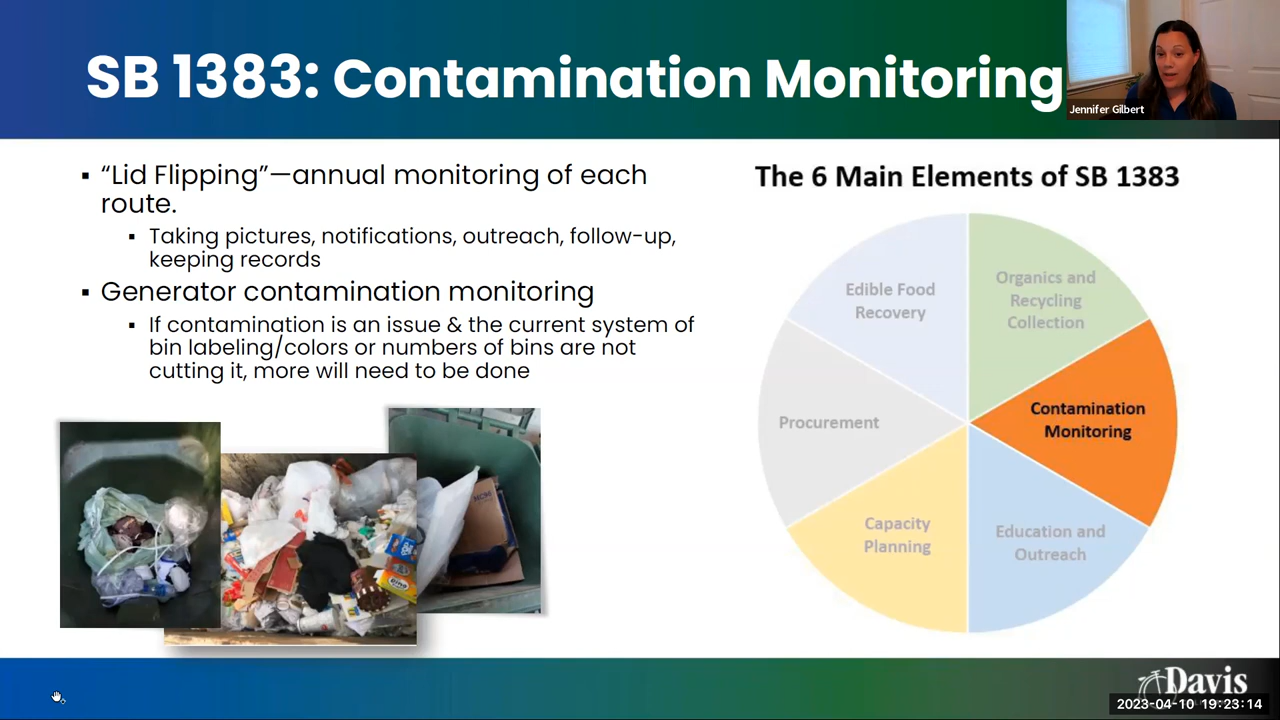 SB 1383: Contamination Monitoring
Jennifer Gilbert
▪ “Lid Flipping”—annual monitoring of each
route.
▪ Taking pictures, notifications, outreach, follow-up,
keeping records
▪ Generator contamination monitoring
▪ If contamination is an issue & the current system of
bin labeling/colors or numbers of bins are not
cutting it, more will need to be done
The 6 Main Elements of SB 1383
Edible Food
Recovery
Organics and
Recycling
Collection
Procurement
Contamination
Monitoring
Capacity
Planning
Education and
Outreach
Davis
2023-04-10 19:23:14